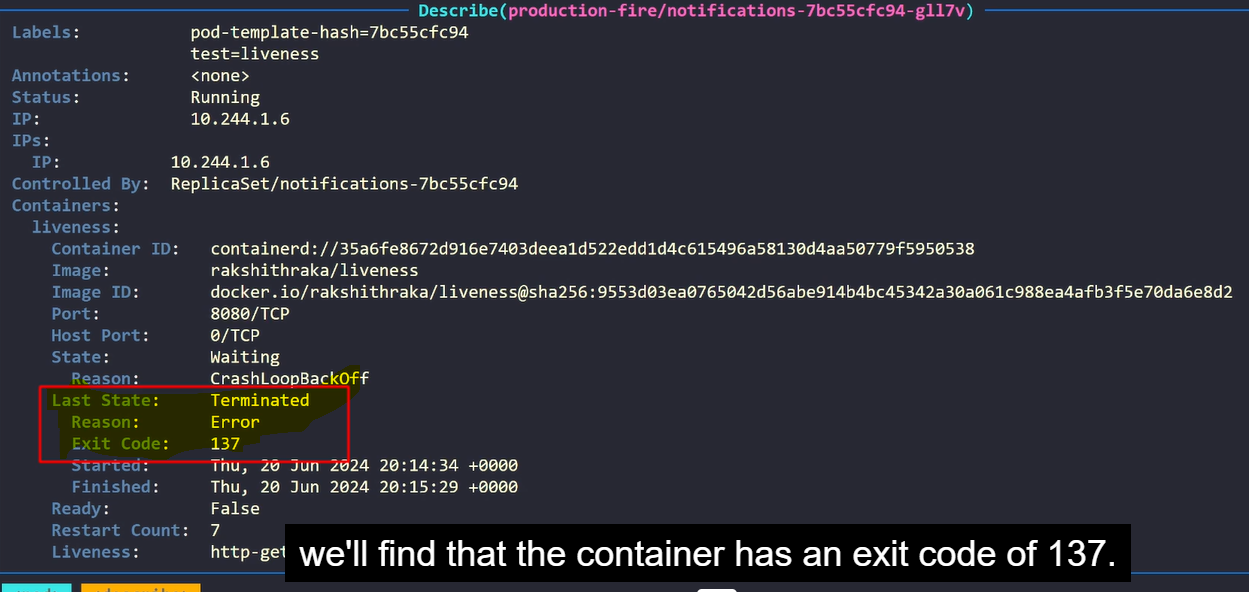 Describe(production-fire/notifications-7bc55cfc94-gll7v)
Labels: pod-template-hash=7bc55cfc94
test=liveness
Annotations: <none>
Status: Running
IP: 10.244.1.6
IPs:
IP: 10.244.1.6
Controlled By: ReplicaSet/notifications-7bc55cfc94
Containers:
liveness:
Container ID: containerd://35a6fe8672d916e7403deea1d522edd1d4c615496a58130d4aa50779f5950538
Image: rakshithraka/liveness
Image ID: docker.io/rakshithraka/liveness@sha256:9553d03ea0765042d56abe914b4bc45342a30a061c988ea4afb3f5e70da6e8d2
Port: 8080/TCP
Host Port: 0/TCP
State: Waiting
Reason: CrashLoopBackOff
Last State: Terminated
Reason: Error
Exit Code: 137
Started: Thu, 20 Jun 2024 20:14:34 +0000
Finished: Thu, 20 Jun 2024 20:15:29 +0000
Ready: False
Restart Count: 7
Liveness: http-get
we'll find that the container has an exit code of 137.